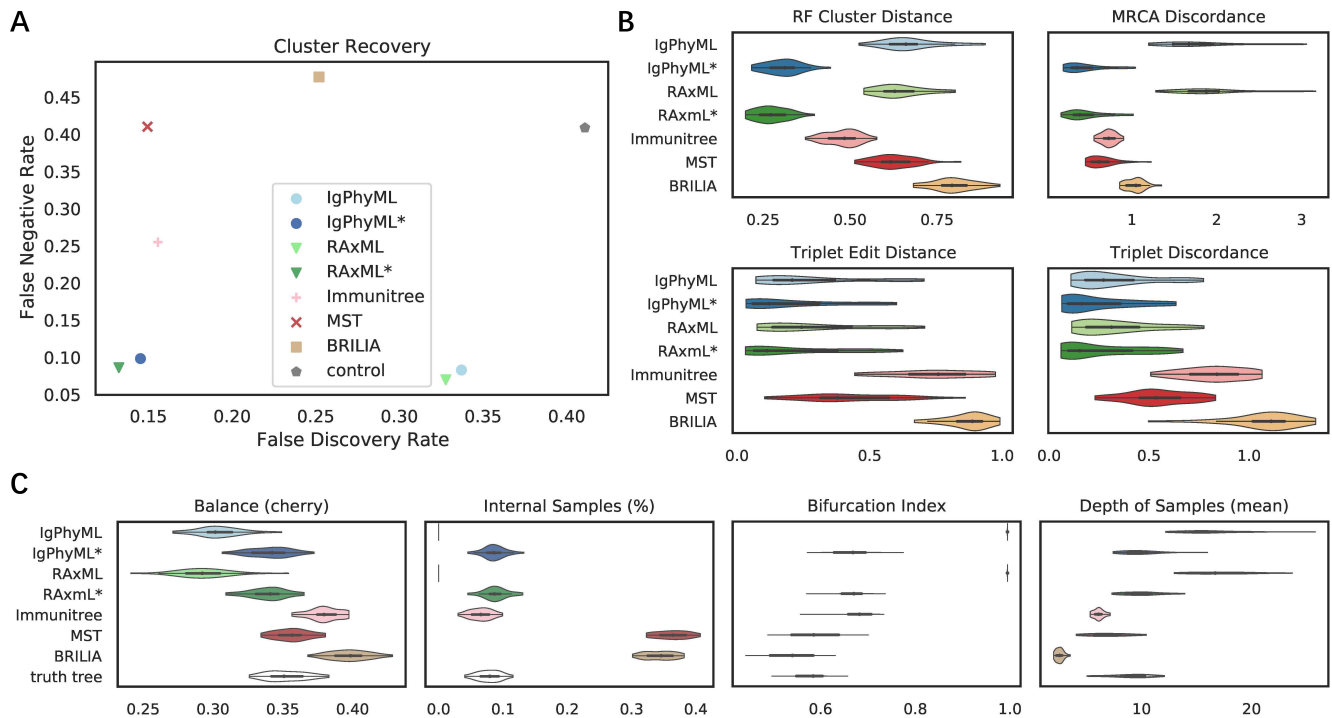 A
Cluster Recovery
False Negative Rate
0.45
0.40
0.35
0.30
0.25
0.20
0.15
0.10
0.05
IgPhyML
IgPhyML*
RAxML
RAxML*
Immunitree
MST
BRILIA
control
0.15 0.20 0.25 0.30 0.35 0.40
False Discovery Rate
B
RF Cluster Distance
MRCA Discordance
IgPhyML
IgPhyML*
RAxML
RAxmL*
Immunitree
MST
BRILIA
0.25 0.50 0.75
1 2 3
Triplet Edit Distance
Triplet Discordance
IgPhyML
IgPhyML*
RAxML
RAxmL*
Immunitree
MST
BRILIA
0.0 0.5 1.0
0.0 0.5 1.0
C
Balance (cherry)
Internal Samples (%)
Bifurcation Index
Depth of Samples (mean)
IgPhyML
IgPhyML*
RAxML
RAxmL*
Immunitree
MST
BRILIA
truth tree
0.25 0.30 0.35 0.40
0.0 0.1 0.2 0.3 0.4
0.6 0.8 1.0
10 20